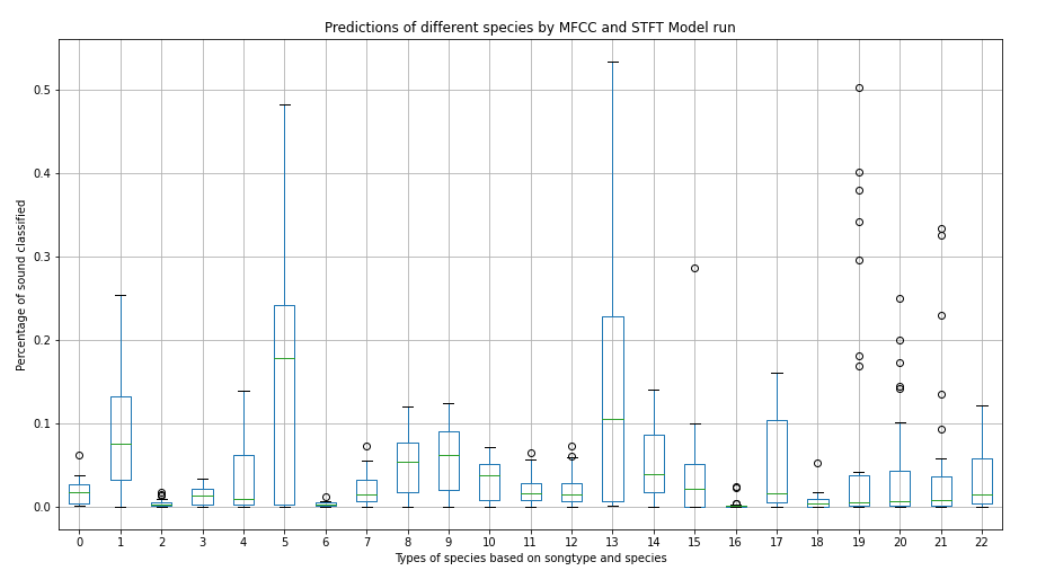 Predictions of different species by MFCC and STFT Model run
Percentage of sound classified
0.5
0.4
0.3
0.2
0.1
0.0
0 1 2 3 4 5 6 7 8 9 10 11 12 13 14 15 16 17 18 19 20 21 22
Types of species based on songtype and species